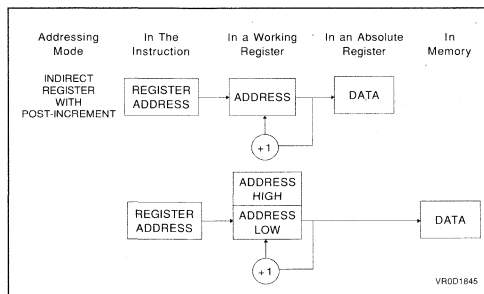 Addressing Mode
In The Instruction
In a Working Register
In an Absolute Register
In Memory
INDIRECT
REGISTER
WITH
POST-INCREMENT
REGISTER
ADDRESS
ADDRESS
DATA
+1
ADDRESS
HIGH
REGISTER
ADDRESS
ADDRESS
LOW
DATA
+1
VR0D1845